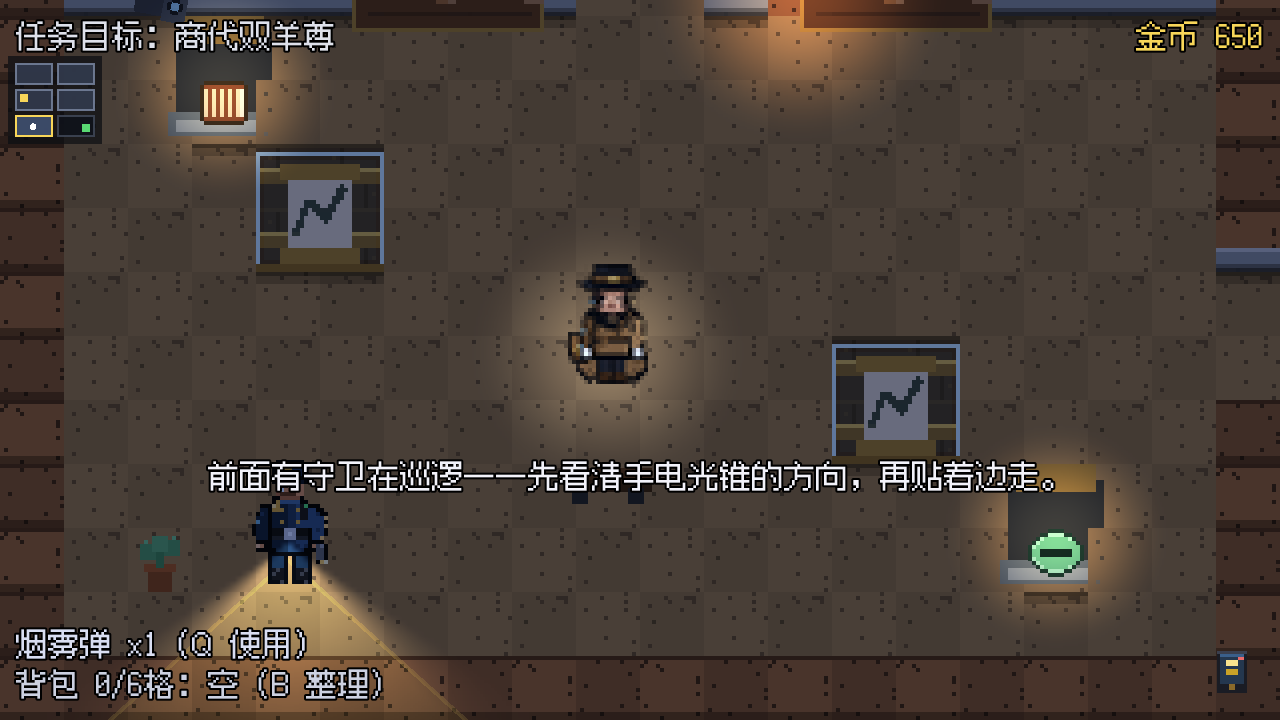 任务目标：商代双羊尊
金币 650
前面有守卫在巡逻——先看清手电光锥的方向，再贴着边走。
烟雾弹 x1 (Q 使用)
背包 0/6格：空 (B 整理)